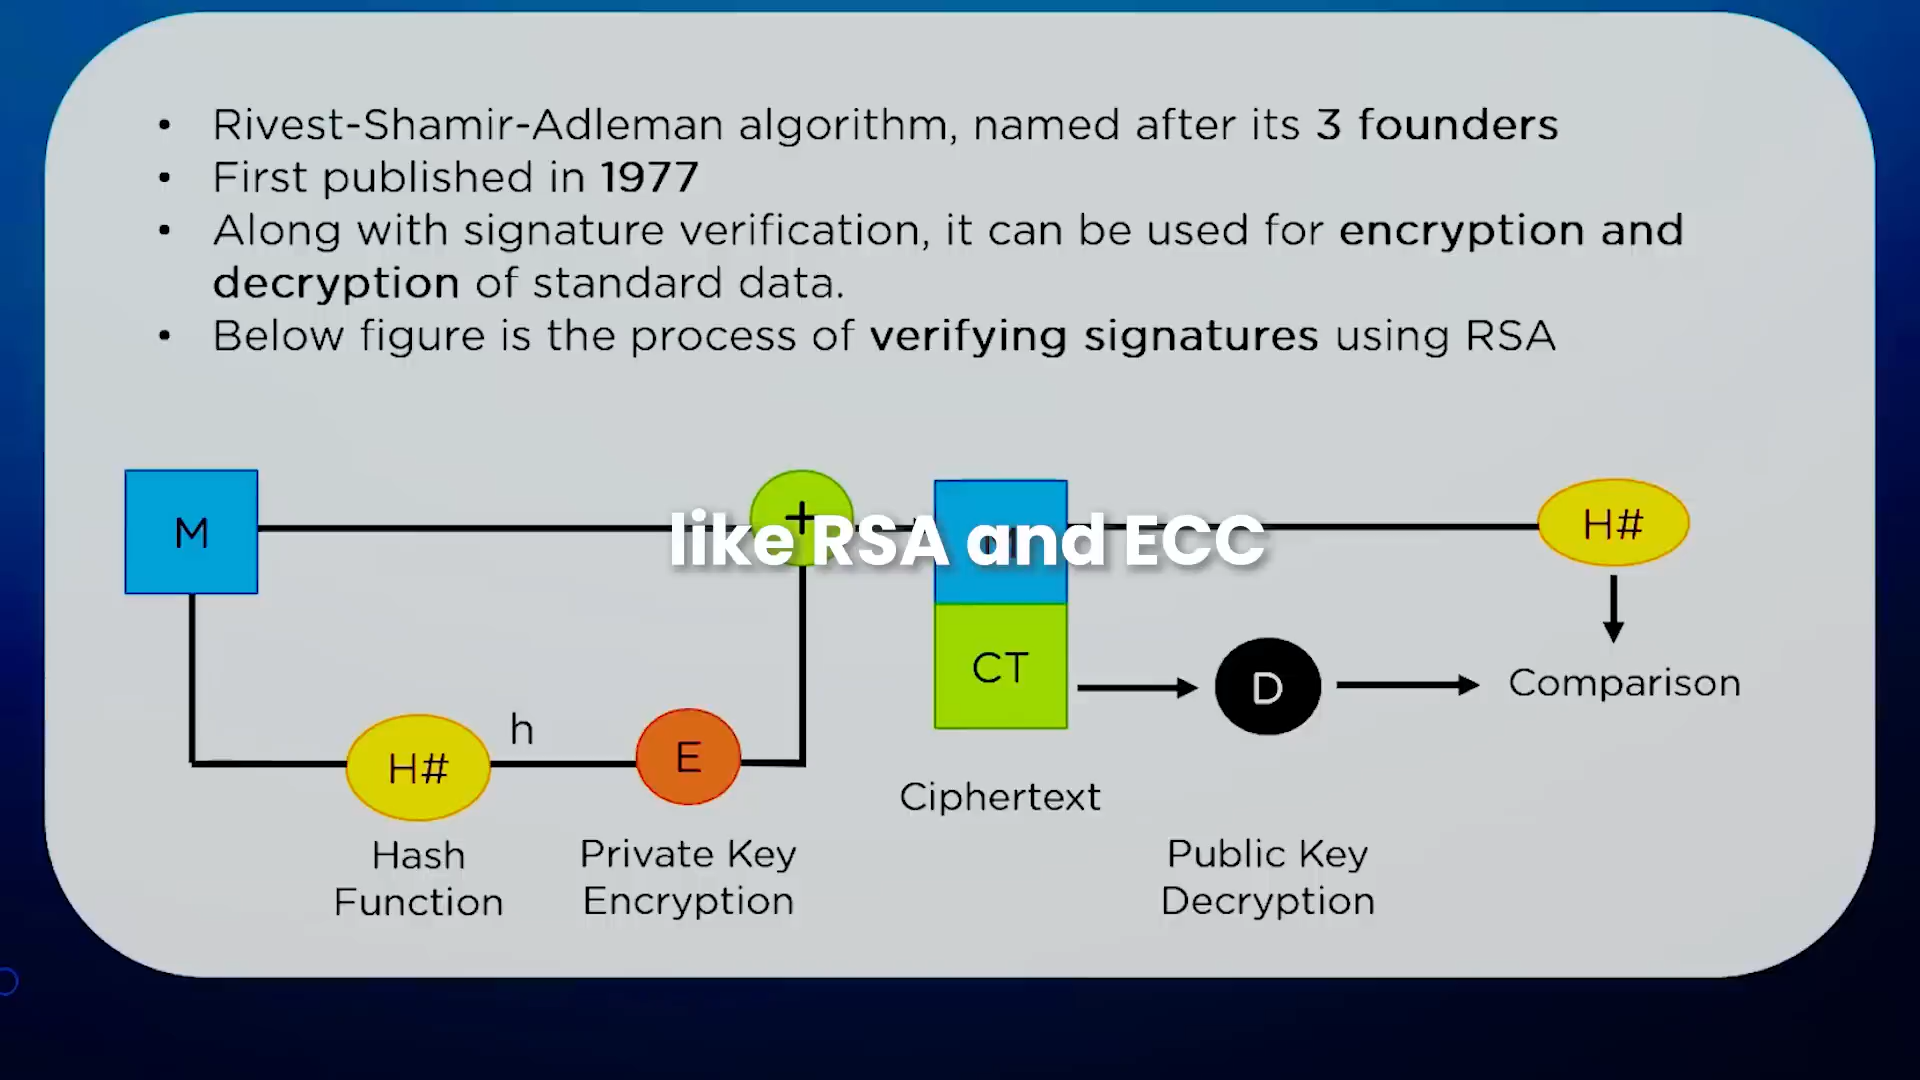 • Rivest-Shamir-Adleman algorithm, named after its 3 founders
• First published in 1977
• Along with signature verification, it can be used for encryption and
decryption of standard data.
• Below figure is the process of verifying signatures using RSA
M
+
M
H#
like RSA and ECC
CT
D
Comparison
h
H#
E
Ciphertext
Hash
Function
Private Key
Encryption
Public Key
Decryption